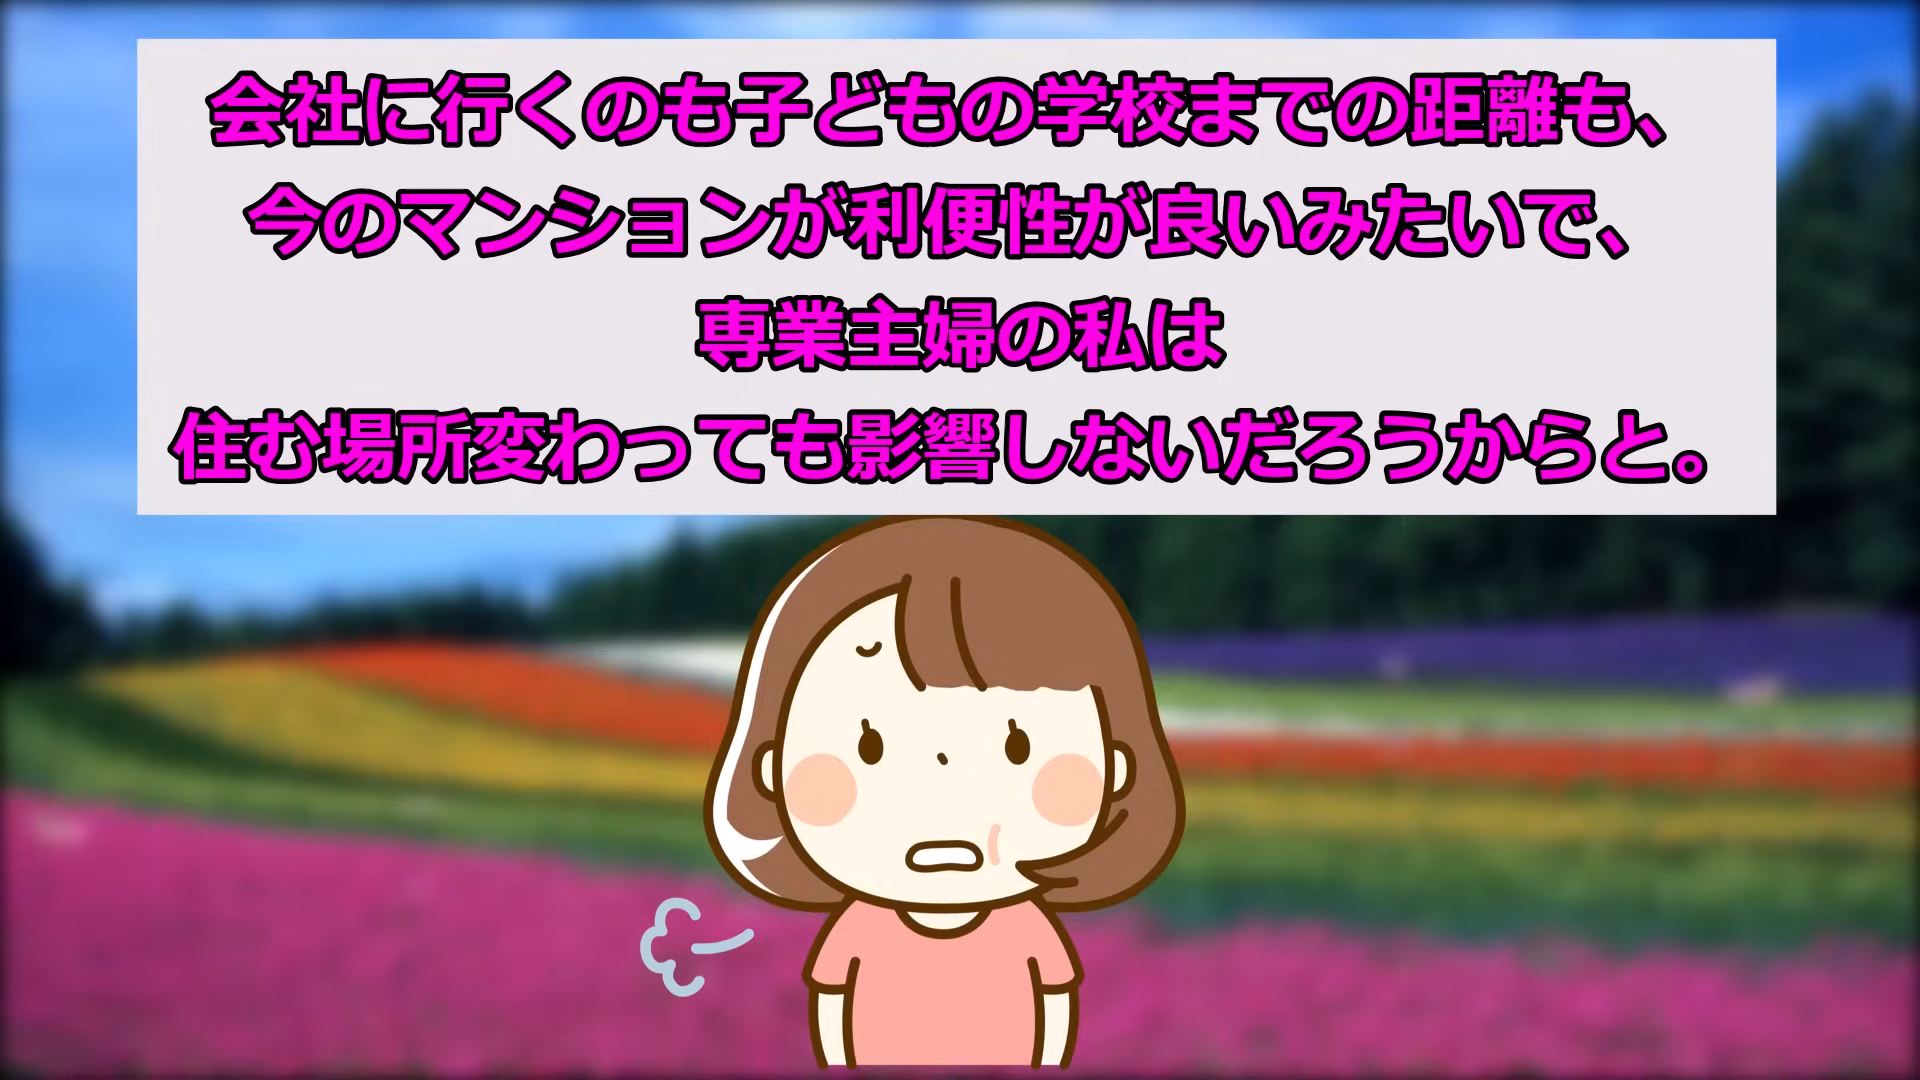 会社に行くのも子どもの学校までの距離も、
今のマンションが利便性が良いみたいで、
専業主婦の私は
住む場所変わっても影響しないだろうからと。